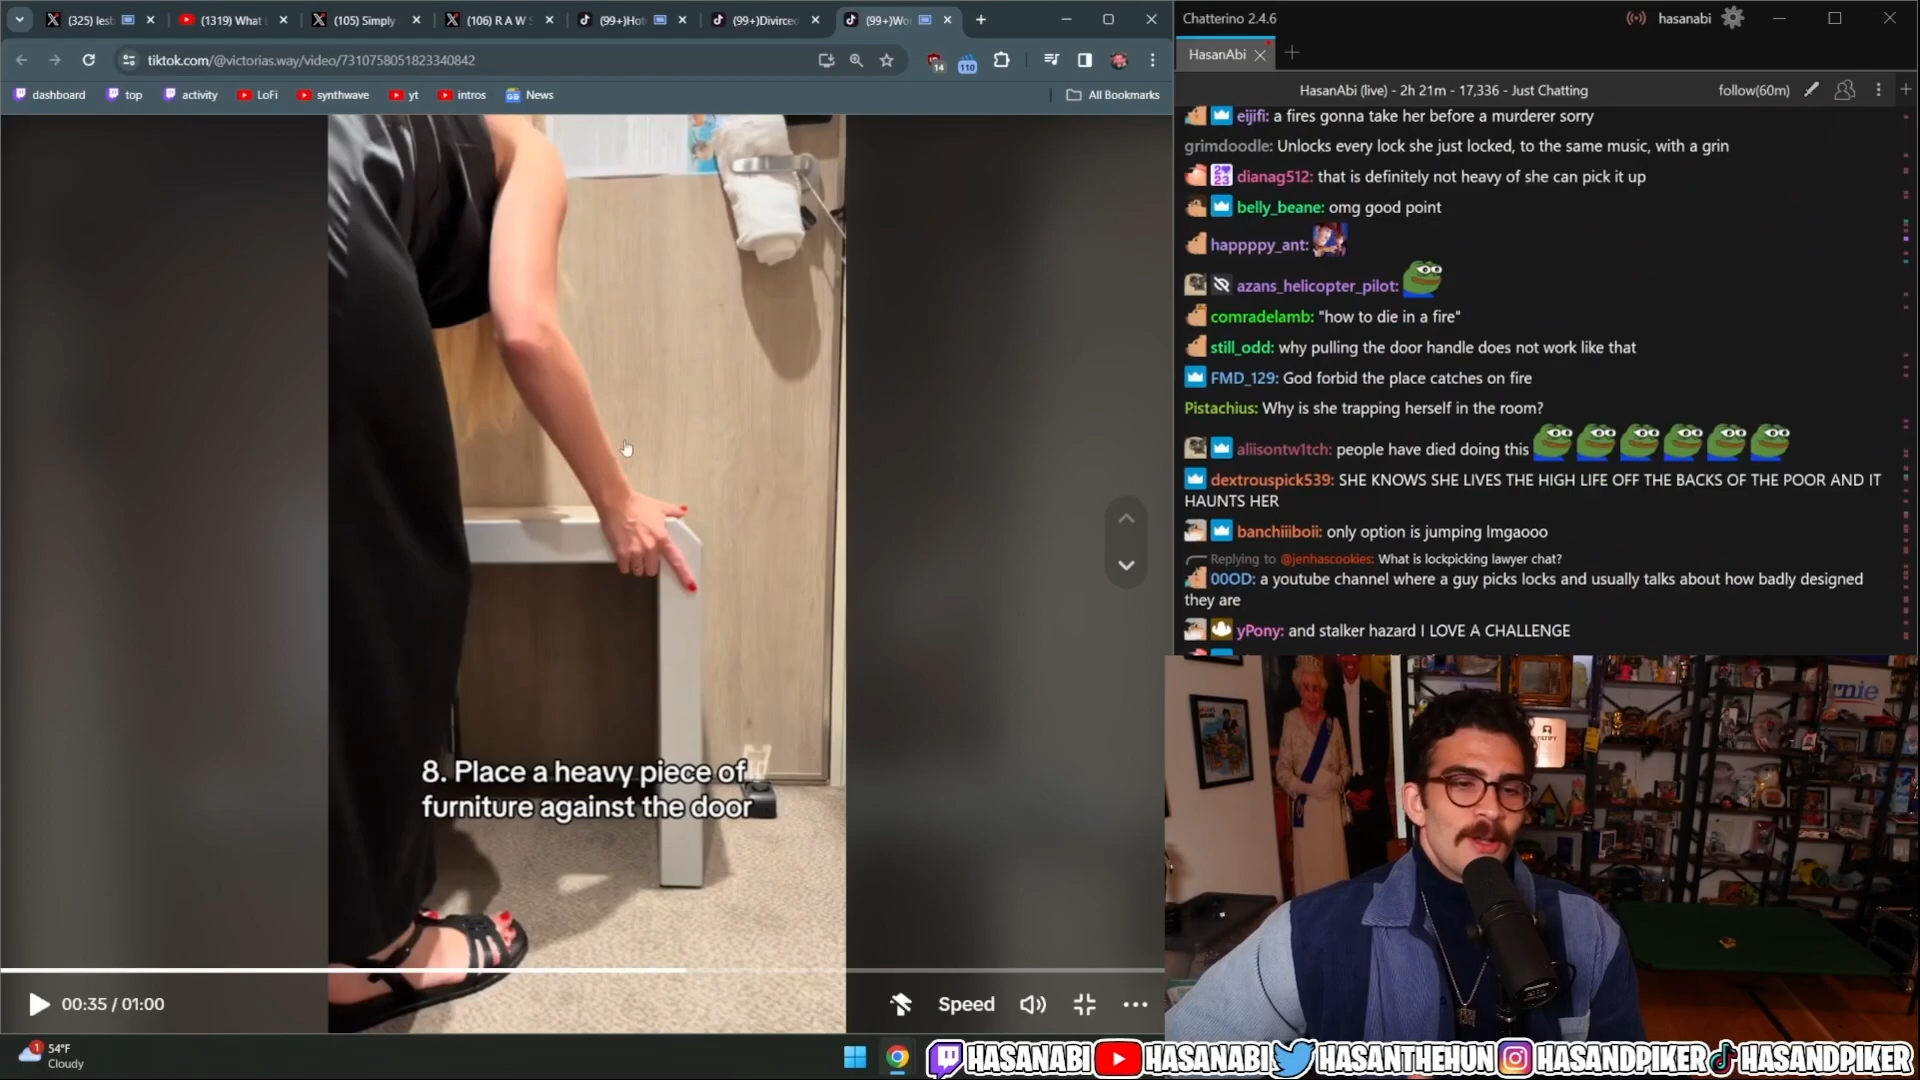 (325) lesb
(1319) What I
(105) Simply
(106) R A W S
(99+)Hot
(99+)Divirced
(99+)Wo
tiktok.com/@victorias.way/video/7310758051823340842
14
110
dashboard
top
activity
LoFi
synthwave
yt
intros
News
All Bookmarks
8. Place a heavy piece of
furniture against the door
00:35 / 01:00
Speed
Chatterino 2.4.6
hasanabi
HasanAbi
HasanAbi (live) - 2h 21m - 17,336 - Just Chatting
follow(60m)
eijifi: a fires gonna take her before a murderer sorry
grimdoodle: Unlocks every lock she just locked, to the same music, with a grin
dianag512: that is definitely not heavy of she can pick it up
belly_beane: omg good point
happppy_ant:
azans_helicopter_pilot:
comradelamb: "how to die in a fire"
still_odd: why pulling the door handle does not work like that
FMD_129: God forbid the place catches on fire
Pistachius: Why is she trapping herself in the room?
aliisontw1tch: people have died doing this
dextrouspick539: SHE KNOWS SHE LIVES THE HIGH LIFE OFF THE BACKS OF THE POOR AND IT
HAUNTS HER
banchiiiboii: only option is jumping lmgaooo
Replying to @jenhascookies: What is lockpicking lawyer chat?
00OD: a youtube channel where a guy picks locks and usually talks about how badly designed
they are
yPony: and stalker hazard I LOVE A CHALLENGE
rnie
1
54°F
Cloudy
HASANABI
HASANABI
HASANTHEHUN
HASANDPIKER
HASANDPIKER